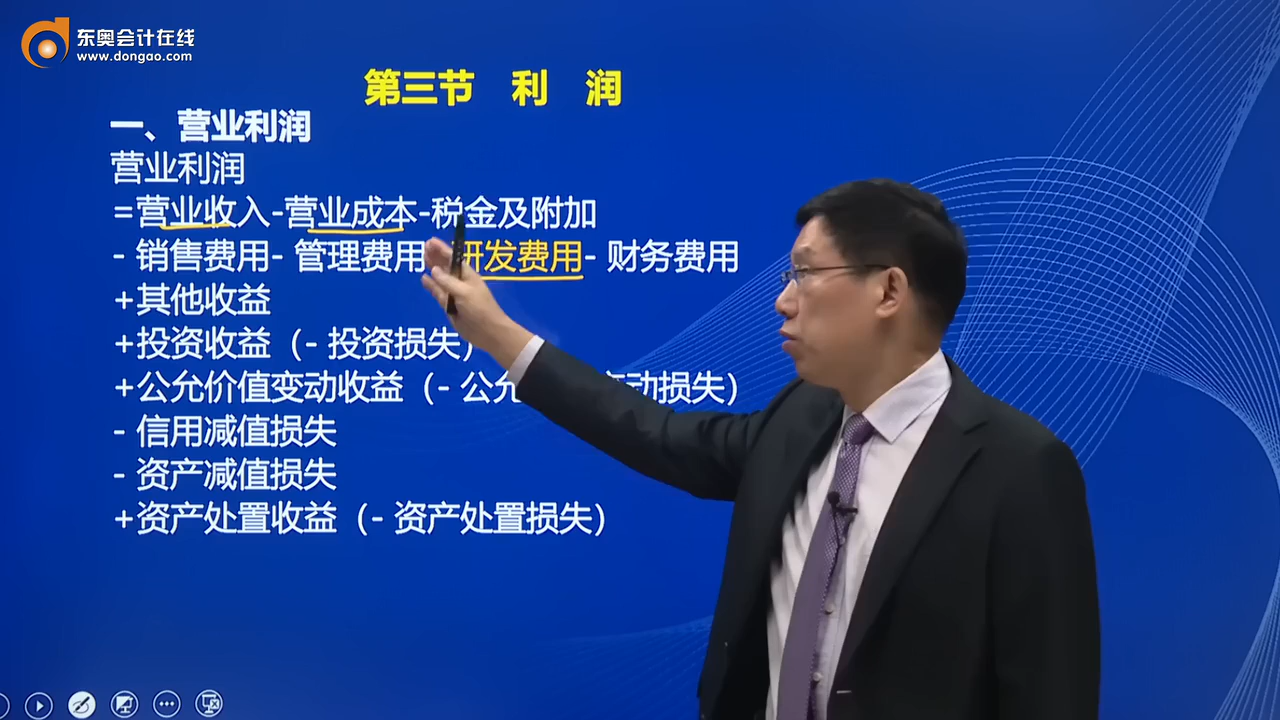 东奥会计在线
www.dongao.com
第三节 利 润
一、营业利润
营业利润
=营业收入-营业成本-税金及附加
- 销售费用- 管理费用 研发费用- 财务费用
+其他收益
+投资收益（- 投资损失）
+公允价值变动收益（- 公允 变动损失）
- 信用减值损失
- 资产减值损失
+资产处置收益（- 资产处置损失）